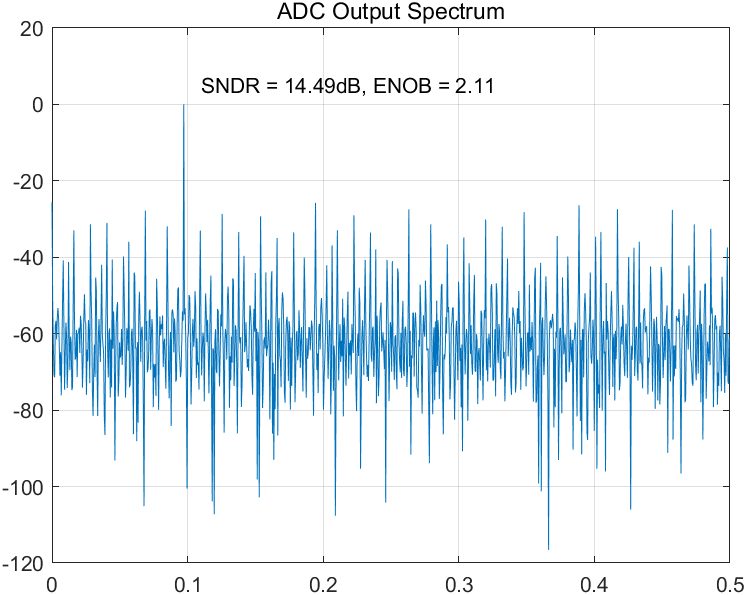 ADC Output Spectrum
20
SNDR = 14.49dB, ENOB = 2.11
0
-20
-40
-60
-80
-100
-120
0 0.1 0.2 0.3 0.4 0.5